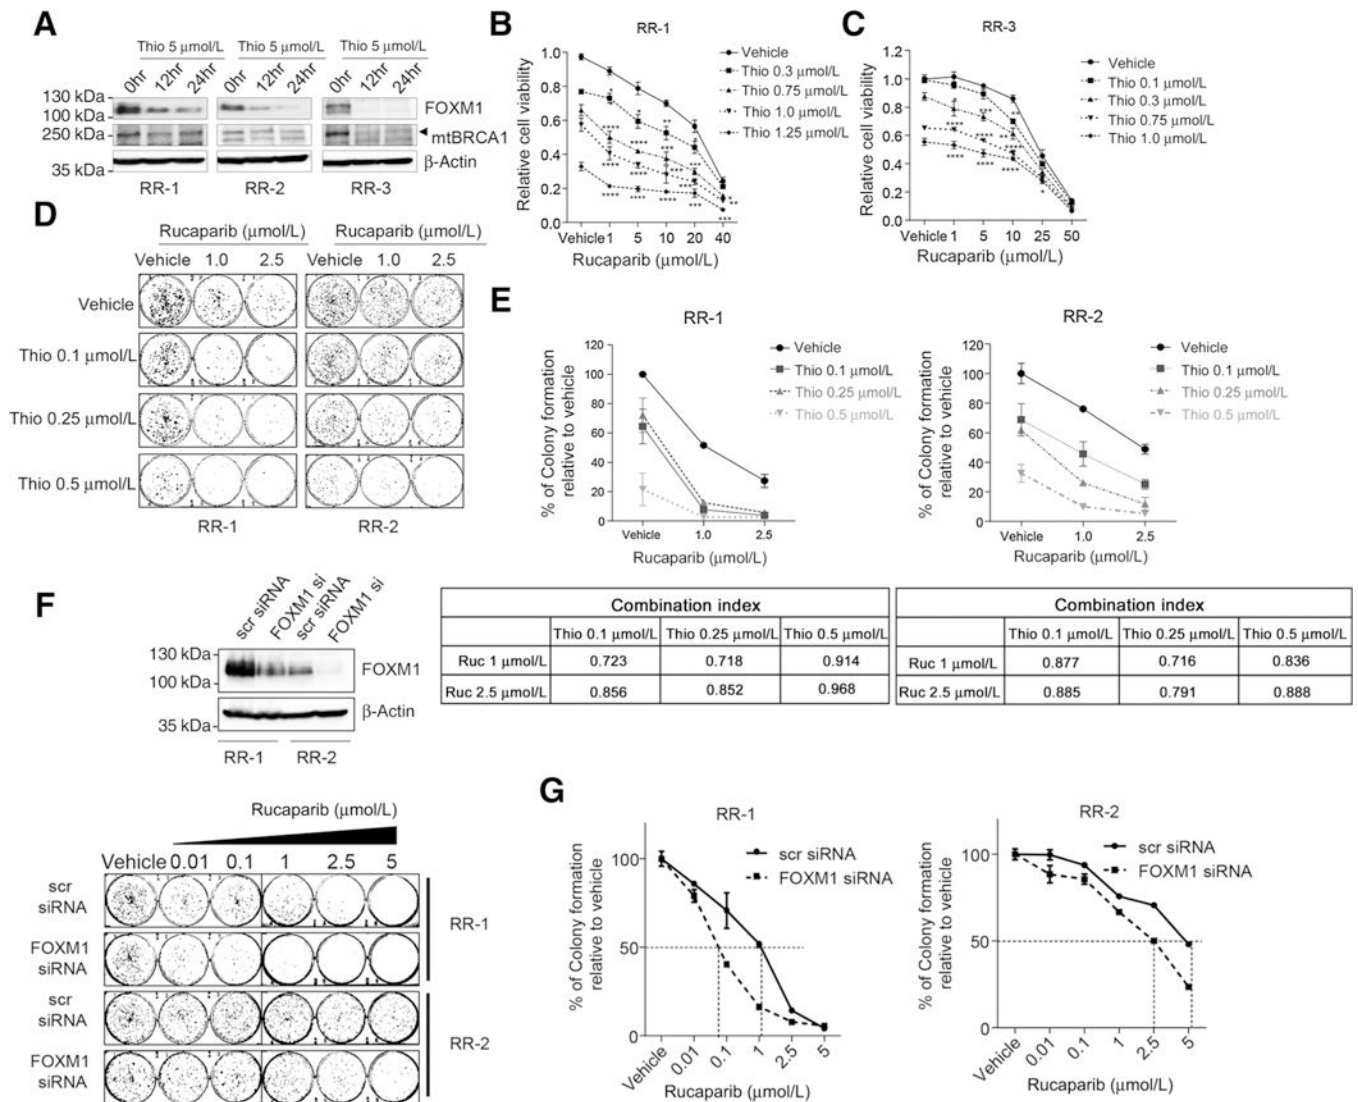 A
Thio 5 µmol/L Thio 5 µmol/L Thio 5 µmol/L
0hr 12hr 24hr 0hr 12hr 24hr 0hr 12hr 24hr
130 kDa
100 kDa
FOXM1
250 kDa
mtBRCA1
35 kDa
β-Actin
RR-1 RR-2 RR-3
B
RR-1
Relative cell viability
1.0
0.8
0.6
0.4
0.2
0.0
Vehicle 1 5 10 20 40
Rucaparib (µmol/L)
Vehicle
Thio 0.3 µmol/L
Thio 0.75 µmol/L
Thio 1.0 µmol/L
Thio 1.25 µmol/L
C
RR-3
Relative cell viability
1.2
1.0
0.8
0.6
0.4
0.2
0.0
Vehicle 1 5 10 25 50
Rucaparib (µmol/L)
Vehicle
Thio 0.1 µmol/L
Thio 0.3 µmol/L
Thio 0.75 µmol/L
Thio 1.0 µmol/L
D
Rucaparib (µmol/L) Rucaparib (µmol/L)
Vehicle 1.0 2.5 Vehicle 1.0 2.5
Vehicle
Thio 0.1 µmol/L
Thio 0.25 µmol/L
Thio 0.5 µmol/L
RR-1 RR-2
E
RR-1
% of Colony formation
relative to vehicle
120
100
80
60
40
20
0
Vehicle 1.0 2.5
Rucaparib (µmol/L)
Vehicle
Thio 0.1 µmol/L
Thio 0.25 µmol/L
Thio 0.5 µmol/L
RR-2
% of Colony formation
relative to vehicle
120
100
80
60
40
20
0
Vehicle 1.0 2.5
Rucaparib (µmol/L)
Vehicle
Thio 0.1 µmol/L
Thio 0.25 µmol/L
Thio 0.5 µmol/L
Combination index
Thio 0.1 µmol/L Thio 0.25 µmol/L Thio 0.5 µmol/L
Ruc 1 µmol/L 0.723 0.718 0.914
Ruc 2.5 µmol/L 0.856 0.852 0.968
Combination index
Thio 0.1 µmol/L Thio 0.25 µmol/L Thio 0.5 µmol/L
Ruc 1 µmol/L 0.877 0.716 0.836
Ruc 2.5 µmol/L 0.885 0.791 0.888
F
scr siRNA FOXM1 si scr siRNA FOXM1 si
130 kDa
100 kDa
FOXM1
35 kDa
β-Actin
RR-1 RR-2
Rucaparib (µmol/L)
Vehicle 0.01 0.1 1 2.5 5
scr
siRNA
FOXM1
siRNA
RR-1
scr
siRNA
FOXM1
siRNA
RR-2
G
RR-1
% of Colony formation
relative to vehicle
100
50
0
Vehicle 0.01 0.1 1 2.5 5
Rucaparib (µmol/L)
scr siRNA
FOXM1 siRNA
RR-2
% of Colony formation
relative to vehicle
100
50
0
Vehicle 0.01 0.1 1 2.5 5
Rucaparib (µmol/L)
scr siRNA
FOXM1 siRNA